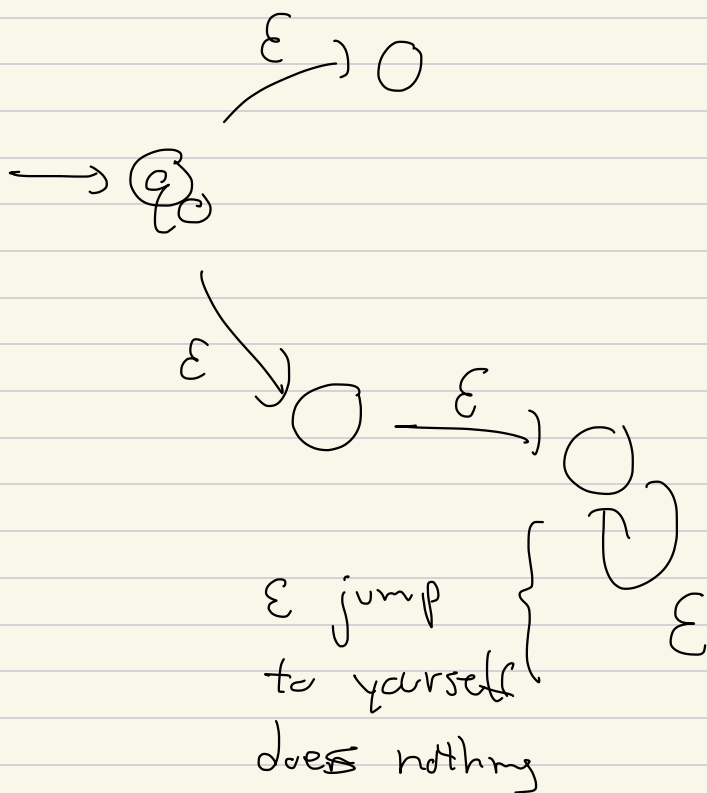 ε
q0
ε
ε
ε
ε jump
to yourself
does nothing